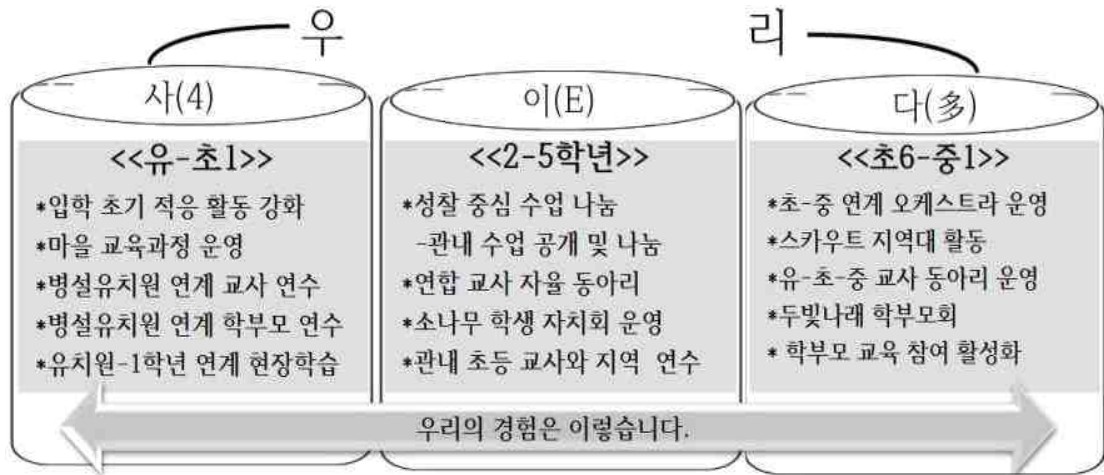 우
리
사(4)
<<유-초1>>
*입학 초기 적응 활동 강화
*마을 교육과정 운영
*병설유치원 연계 교사 연수
*병설유치원 연계 학부모 연수
*유치원-1학년 연계 현장학습
이(E)
<<2-5학년>>
*성찰 중심 수업 나눔
-관내 수업 공개 및 나눔
*연합 교사 자율 동아리
*소나무 학생 자치회 운영
*관내 초등 교사와 지역 연수
다(多)
<<초6-중1>>
*초-중 연계 오케스트라 운영
*스카우트 지역대 활동
*유-초-중 교사 동아리 운영
*두빛나래 학부모회
* 학부모 교육 참여 활성화
우리의 경험은 이렇습니다.